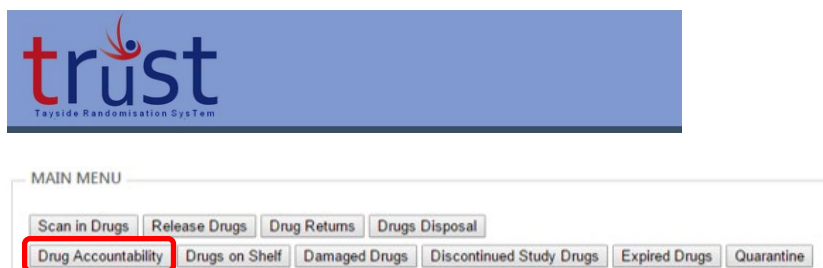 trust
Tayside Randomisation SysTem
MAIN MENU
Scan in Drugs Release Drugs Drug Returns Drugs Disposal
Drug Accountability Drugs on Shelf Damaged Drugs Discontinued Study Drugs Expired Drugs Quarantine